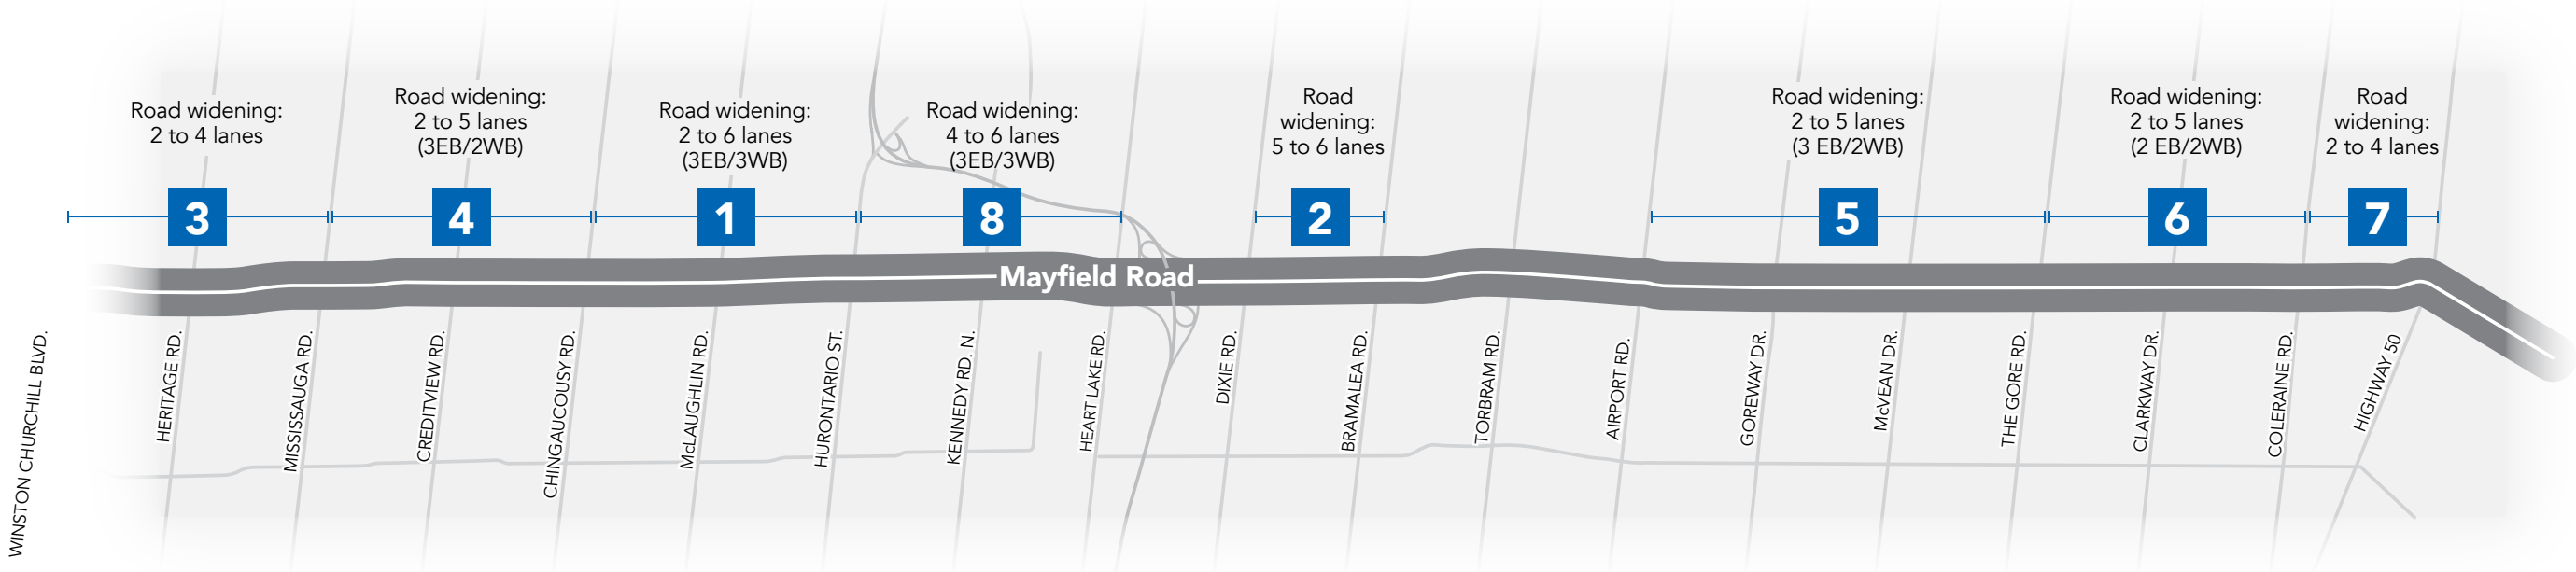 Road widening:
2 to 4 lanes
Road widening:
2 to 5 lanes
(3EB/2WB)
Road widening:
2 to 6 lanes
(3EB/3WB)
Road widening:
4 to 6 lanes
(3EB/3WB)
Road
widening:
5 to 6 lanes
Road widening:
2 to 5 lanes
(3 EB/2WB)
Road widening:
2 to 5 lanes
(2 EB/2WB)
Road
widening:
2 to 4 lanes
3
4
1
8
2
5
6
7
Mayfield Road
WINSTON CHURCHILL BLVD.
HERITAGE RD.
MISSISSAUGA RD.
CREDITVIEW RD.
CHINGAUCOUSY RD.
McLAUGHLIN RD.
HURONTARIO ST.
KENNEDY RD. N.
HEART LAKE RD.
DIXIE RD.
BRAMALEA RD.
TORBRAM RD.
AIRPORT RD.
GOREWAY DR.
McVEAN DR.
THE GORE RD.
CLARKWAY DR.
COLERAINE RD.
HIGHWAY 50